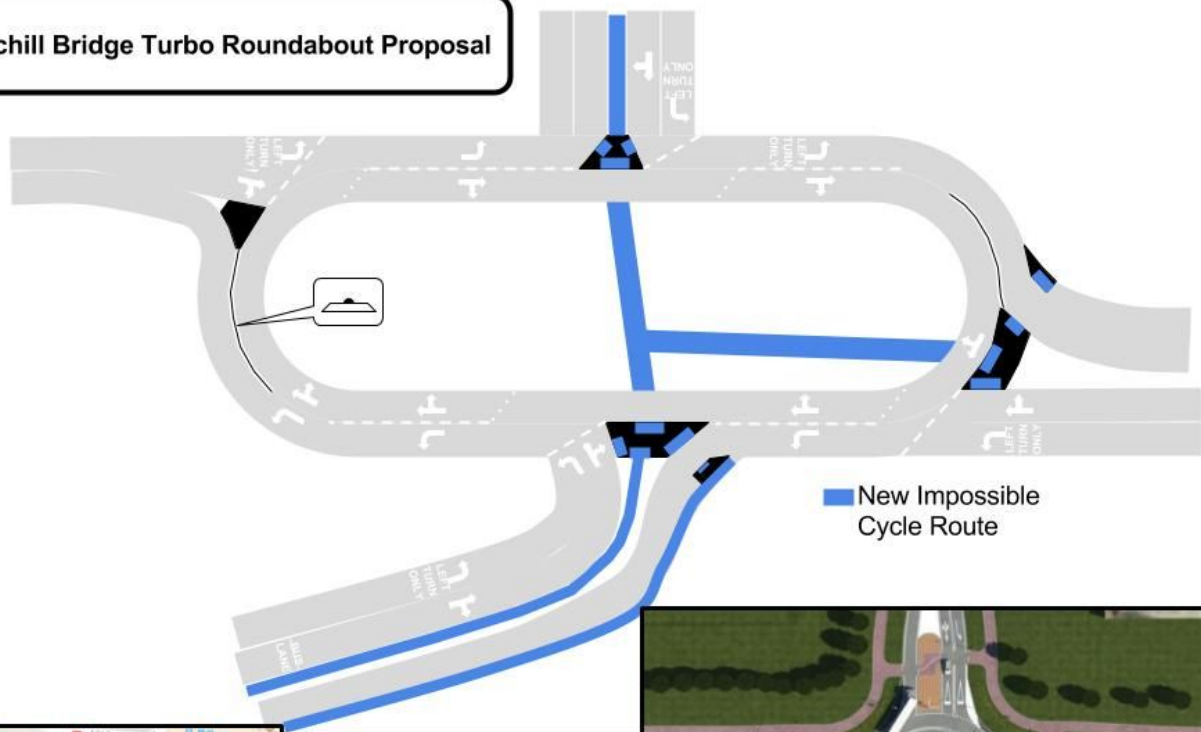 chill Bridge Turbo Roundabout Proposal
LEFT
TURN
ONLY
LEFT
TURN
ONLY
LEFT
TURN
ONLY
LEFT
TURN
ONLY
LEFT
TURN
ONLY
BUS
LANE
New Impossible
Cycle Route